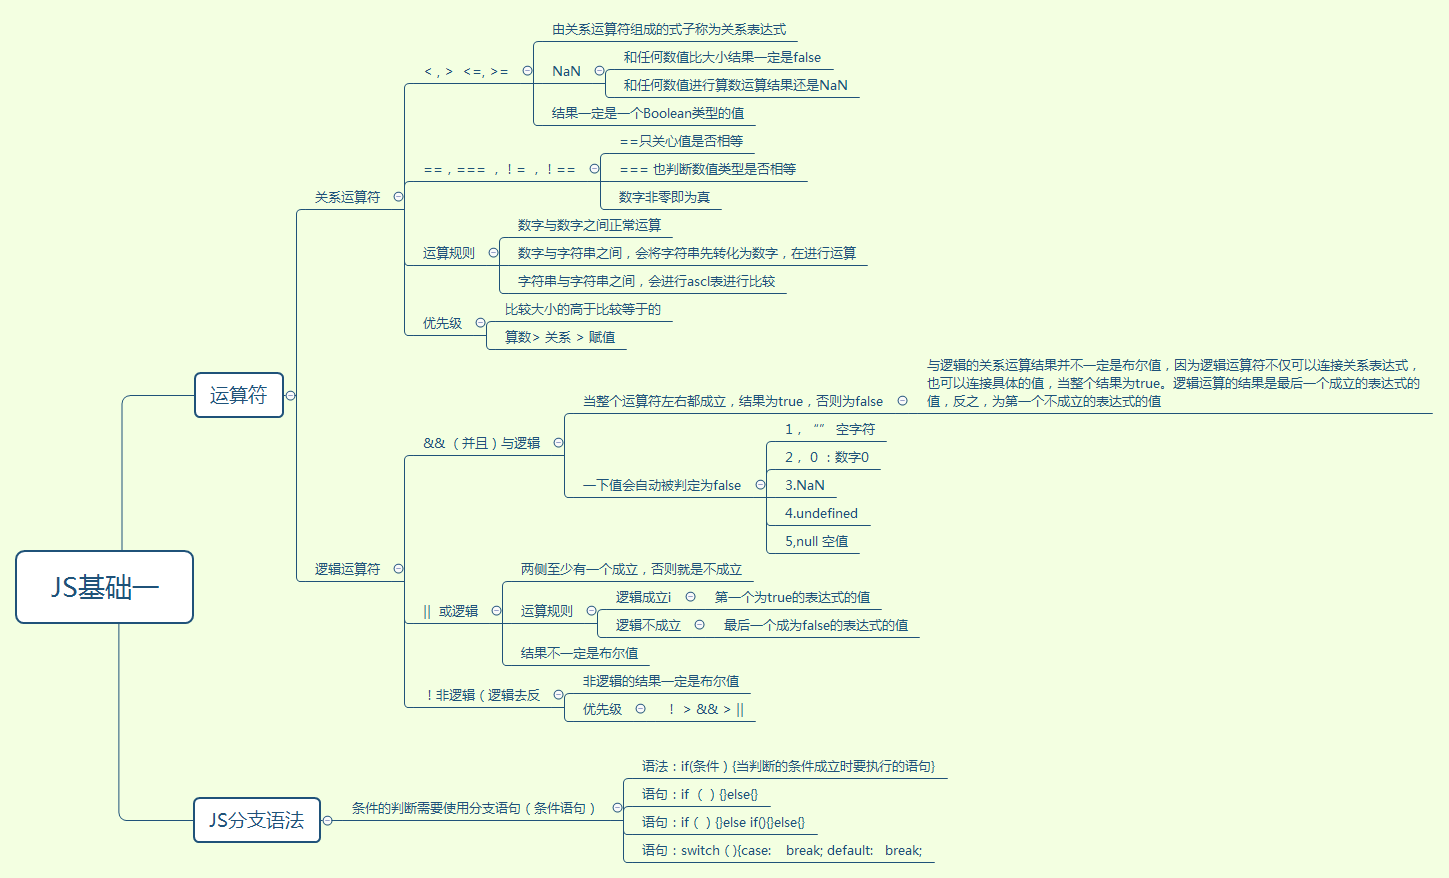 JS基础一
运算符
关系运算符
< , >  <=, >=
由关系运算符组成的式子称为关系表达式
NaN
和任何数值比大小结果一定是false
和任何数值进行算数运算结果还是NaN
结果一定是一个Boolean类型的值
==，=== ，！= ，！==
==只关心值是否相等
=== 也判断数值类型是否相等
数字非零即为真
运算规则
数字与数字之间正常运算
数字与字符串之间，会将字符串先转化为数字，在进行运算
字符串与字符串之间，会进行ascl表进行比较
优先级
比较大小的高于比较等于的
算数> 关系 > 赋值
逻辑运算符
&& （并且）与逻辑
当整个运算符左右都成立，结果为true，否则为false
与逻辑的关系运算结果并不一定是布尔值，因为逻辑运算符不仅可以连接关系表达式，
也可以连接具体的值，当整个结果为true。逻辑运算的结果是最后一个成立的表达式的
值，反之，为第一个不成立的表达式的值
一下值会自动被判定为false
1，“” 空字符
2， 0 ：数字0
3.NaN
4.undefined
5,null 空值
|| 或逻辑
两侧至少有一个成立，否则就是不成立
运算规则
逻辑成立i
第一个为true的表达式的值
逻辑不成立
最后一个成为false的表达式的值
结果不一定是布尔值
！非逻辑（逻辑去反
非逻辑的结果一定是布尔值
优先级
！ > && > ||
JS分支语法
条件的判断需要使用分支语句（条件语句）
语法：if(条件）{当判断的条件成立时要执行的语句}
语句：if （ ）{}else{}
语句：if（ ）{}else if(){}else{}
语句：switch（ ){case:    break; default:   break;